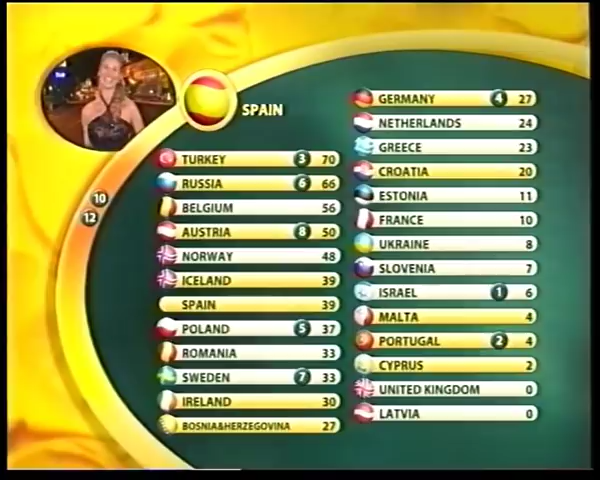 SPAIN
10
12
TURKEY 3 70
RUSSIA 6 66
BELGIUM 56
AUSTRIA 8 50
NORWAY 48
ICELAND 39
SPAIN 39
POLAND 5 37
ROMANIA 33
SWEDEN 7 33
IRELAND 30
BOSNIA&HERZEGOVINA 27
GERMANY 4 27
NETHERLANDS 24
GREECE 23
CROATIA 20
ESTONIA 11
FRANCE 10
UKRAINE 8
SLOVENIA 7
ISRAEL 1 6
MALTA 4
PORTUGAL 2 4
CYPRUS 2
UNITED KINGDOM 0
LATVIA 0